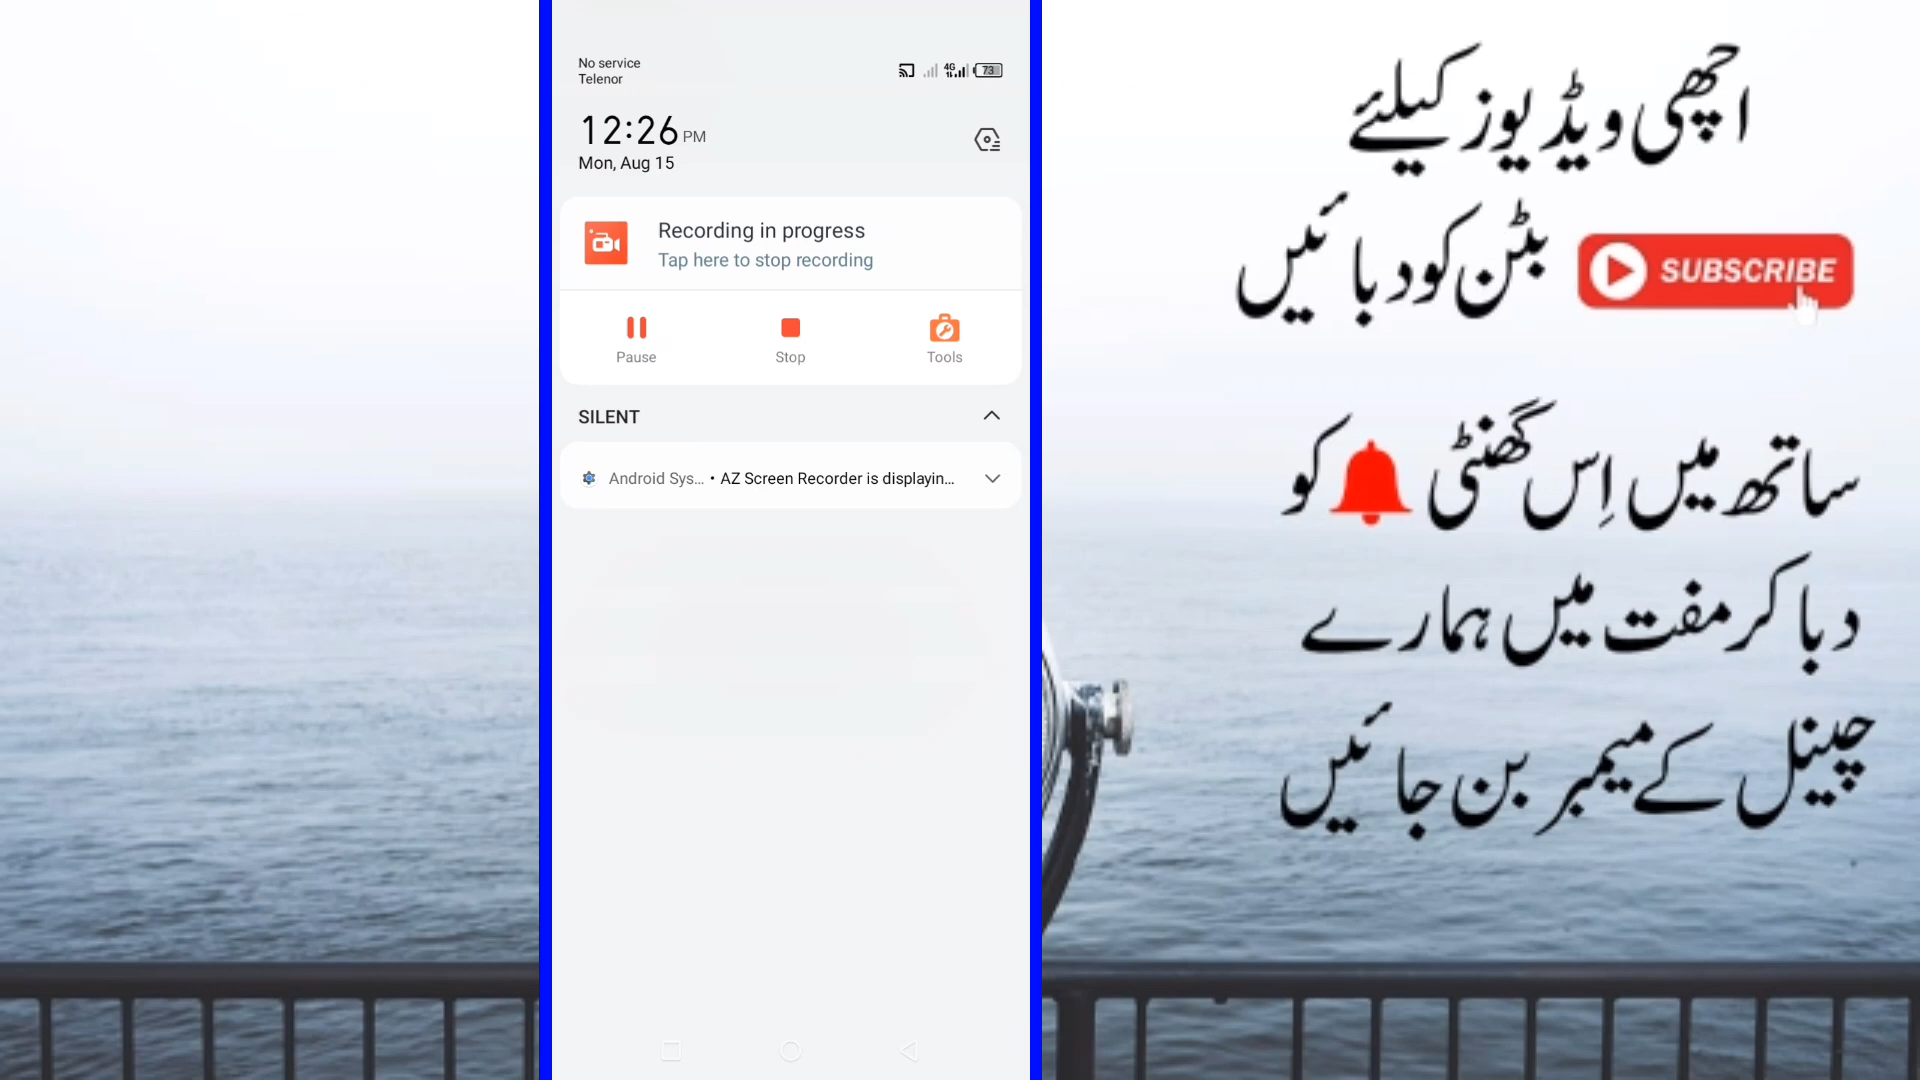 No service
Telenor
4G
73
12:26 PM
Mon, Aug 15
Recording in progress
Tap here to stop recording
Pause
Stop
Tools
SILENT
Android Sys... • AZ Screen Recorder is displayin...
اچھی ویڈیوز کیلئے
SUBSCRIBE بٹن کو دبائیں
ساتھ میں اِس گھنٹی کو
دبا کر مفت میں ہمارے
چینل کے میمبر بن جائیں